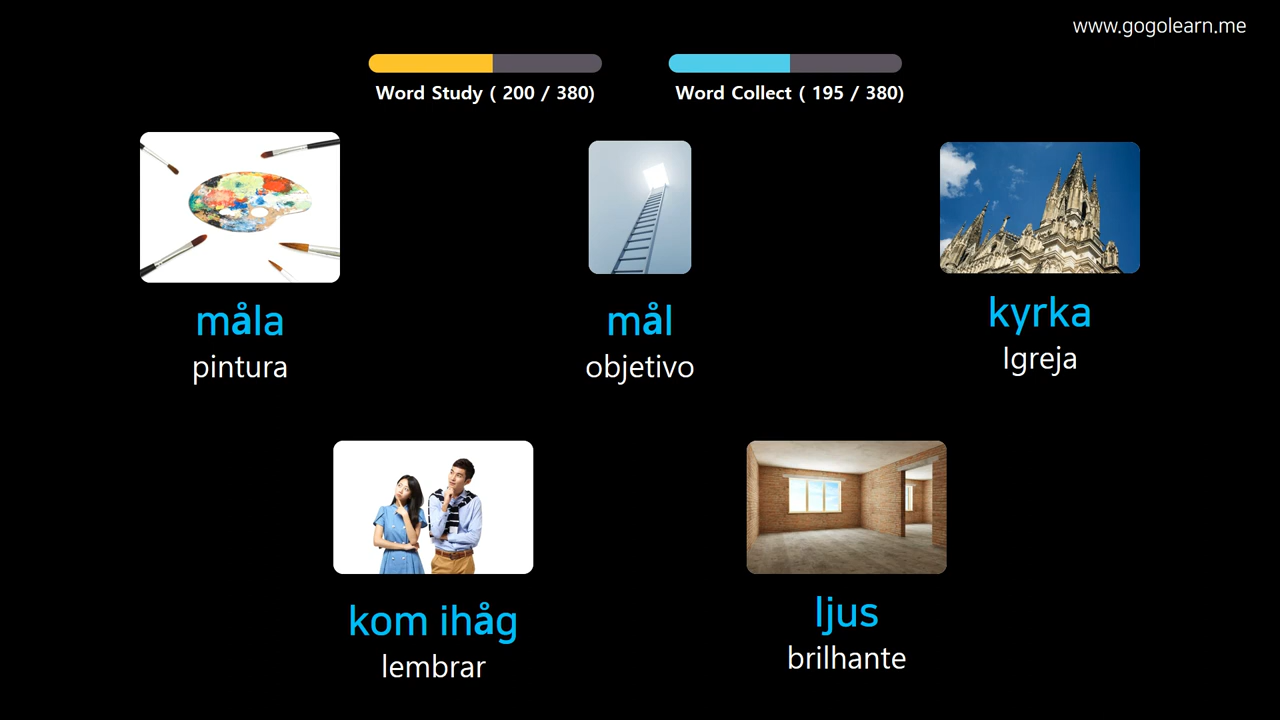 www.gogolearn.me
Word Study ( 200 / 380)
Word Collect ( 195 / 380)
måla
pintura
mål
objetivo
kyrka
Igreja
kom ihåg
lembrar
ljus
brilhante